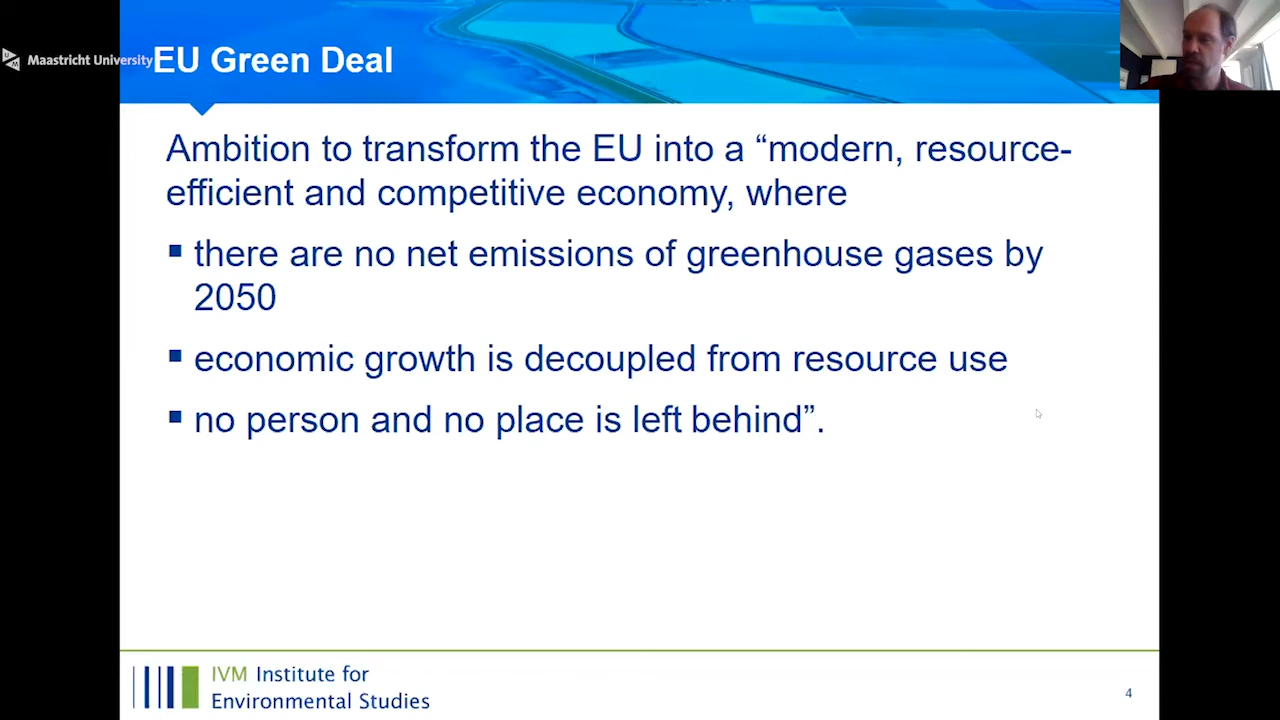 Maastricht University
EU Green Deal
Ambition to transform the EU into a “modern, resource-
efficient and competitive economy, where
▪ there are no net emissions of greenhouse gases by
2050
▪ economic growth is decoupled from resource use
▪ no person and no place is left behind”.
IVM Institute for
Environmental Studies
4